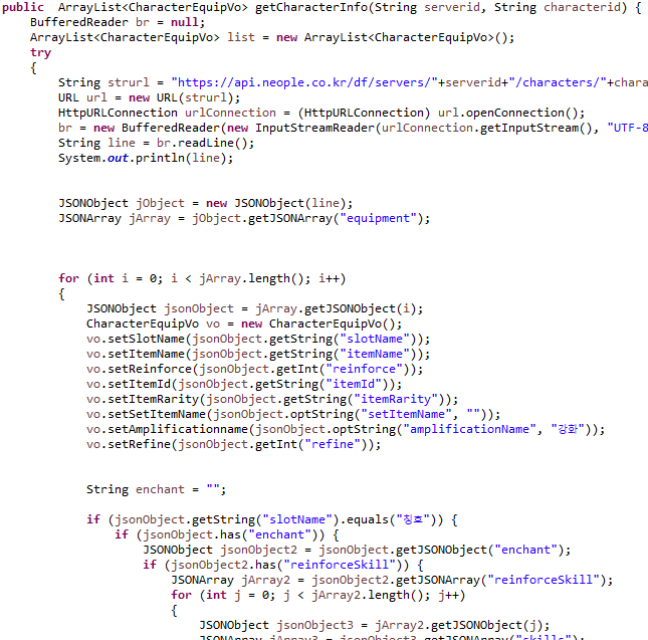 public  ArrayList<CharacterEquipVo> getCharacterInfo(String serverid, String characterid) {
BufferedReader br = null;
ArrayList<CharacterEquipVo> list = new ArrayList<CharacterEquipVo>();
try
{
String strurl = "https://api.neople.co.kr/df/servers/"+serverid+"/characters/"+chara
URL url = new URL(strurl);
HttpURLConnection urlConnection = (HttpURLConnection) url.openConnection();
br = new BufferedReader(new InputStreamReader(urlConnection.getInputStream(), "UTF-8
String line = br.readLine();
System.out.println(line);
JSONObject jObject = new JSONObject(line);
JSONArray jArray = jObject.getJSONArray("equipment");
for (int i = 0; i < jArray.length(); i++)
{
JSONObject jsonObject = jArray.getJSONObject(i);
CharacterEquipVo vo = new CharacterEquipVo();
vo.setSlotName(jsonObject.getString("slotName"));
vo.setItemName(jsonObject.getString("itemName"));
vo.setReinforce(jsonObject.getInt("reinforce"));
vo.setItemId(jsonObject.getString("itemId"));
vo.setItemRarity(jsonObject.getString("itemRarity"));
vo.setSetItemName(jsonObject.optString("setItemName", ""));
vo.setAmplificationname(jsonObject.optString("amplificationName", "강화"));
vo.setRefine(jsonObject.getInt("refine"));
String enchant = "";
if (jsonObject.getString("slotName").equals("칭호")) {
if (jsonObject.has("enchant")) {
JSONObject jsonObject2 = jsonObject.getJSONObject("enchant");
if (jsonObject2.has("reinforceSkill")) {
JSONArray jArray2 = jsonObject2.getJSONArray("reinforceSkill");
for (int j = 0; j < jArray2.length(); j++)
{
JSONObject jsonObject3 = jArray2.getJSONObject(j);
JSONArray jArray3 = jsonObject3.getJSONArray("skills");